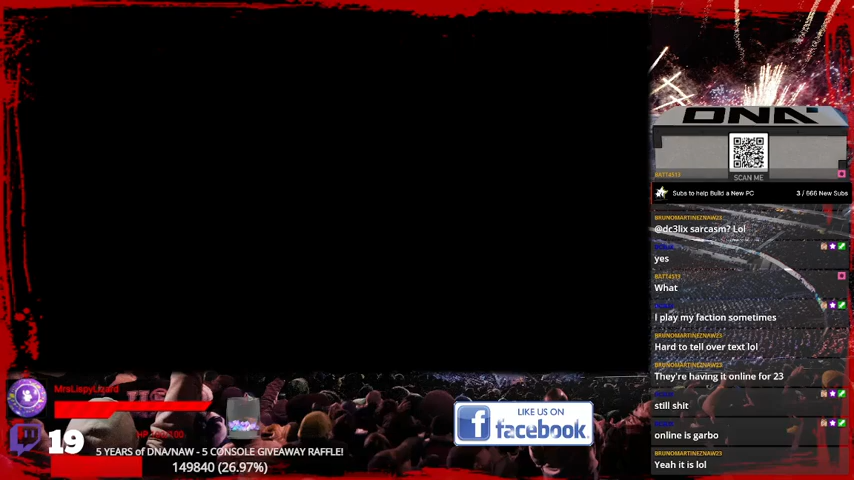 DNA
SCAN ME
BATTAS13
Subs to help Build a New PC 3 / 666 New Subs
BRUNOMARTINEZNAW23
@dc3lix sarcasm? Lol
yes
BATTAS13
What
I play my faction sometimes
BRUNOMARTINEZNAW23
Hard to tell over text lol
BRUNOMARTINEZNAW23
They're having it online for 23
still shit
online is garbo
BRUNOMARTINEZNAW23
Yeah it is lol
MrsLispyLizard
19
5 YEARS of DNA/NAW - 5 CONSOLE GIVEAWAY RAFFLE!
149840 (26.97%)
LIKE US ON
facebook.